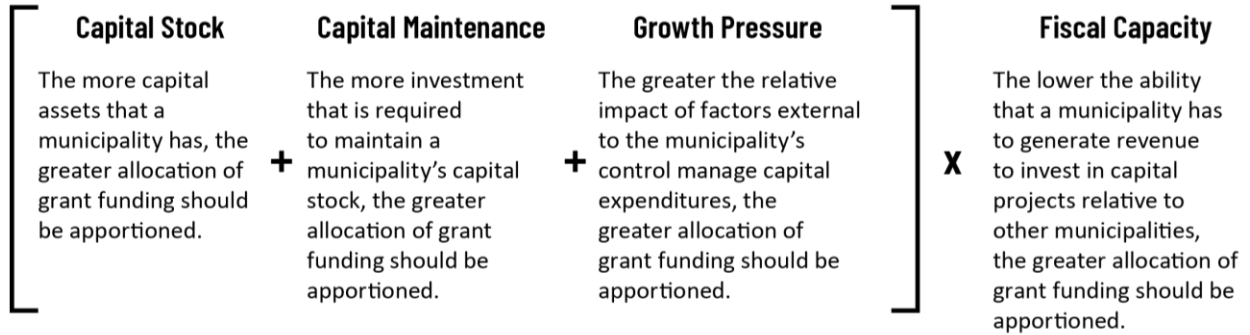 Capital Stock
The more capital
assets that a
municipality has, the
greater allocation of
grant funding should
be apportioned.
+
Capital Maintenance
The more investment
that is required
to maintain a
municipality's capital
stock, the greater
allocation of grant
funding should be
apportioned.
+
Growth Pressure
The greater the relative
impact of factors external
to the municipality's
control manage capital
expenditures, the
greater allocation of
grant funding should be
apportioned.
x
Fiscal Capacity
The lower the ability
that a municipality has
to generate revenue
to invest in capital
projects relative to
other municipalities,
the greater allocation of
grant funding should be
apportioned.